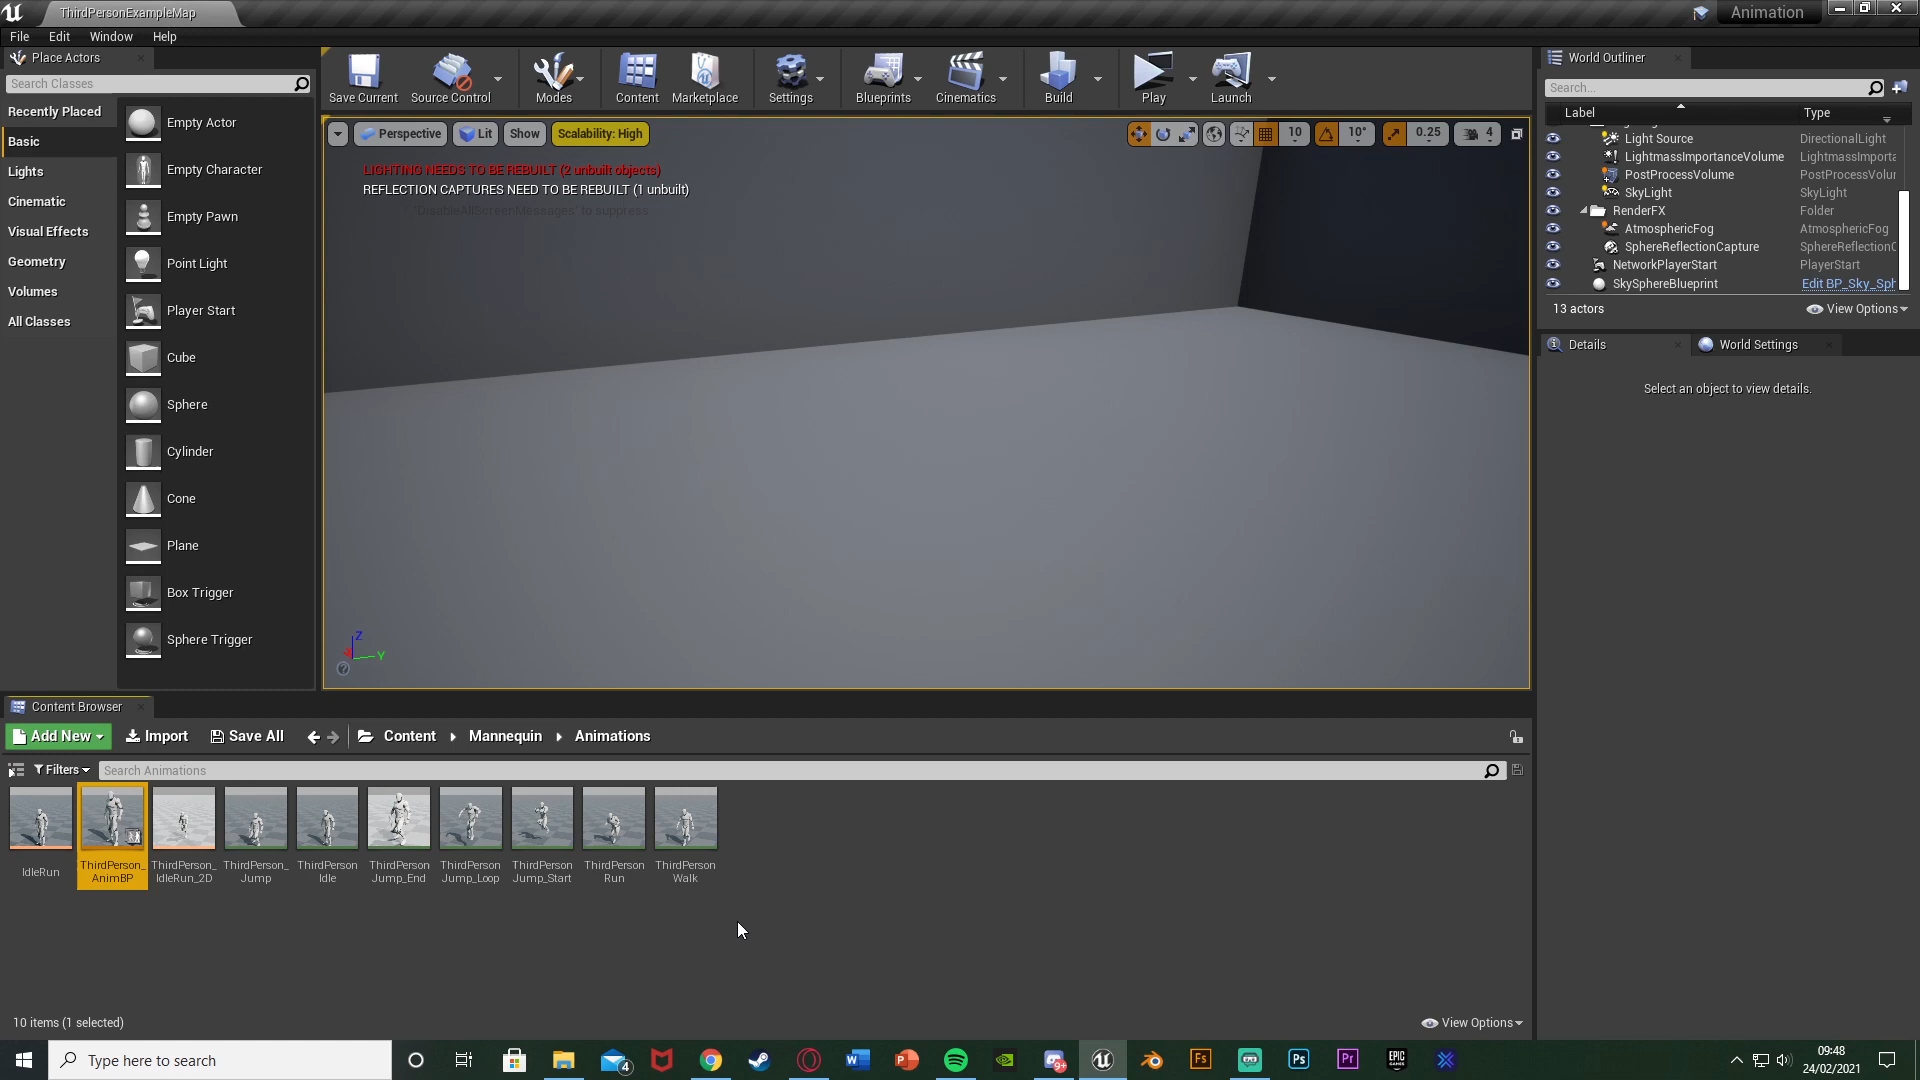 ThirdPersonExampleMap
Animation
File Edit Window Help
Place Actors
Search Classes
Recently Placed
Basic
Lights
Cinematic
Visual Effects
Geometry
Volumes
All Classes
Empty Actor
Empty Character
Empty Pawn
Point Light
Player Start
Cube
Sphere
Cylinder
Cone
Plane
Box Trigger
Sphere Trigger
Save Current Source Control Modes Content Marketplace Settings Blueprints Cinematics Build Play Launch
Perspective Lit Show Scalability: High 10 10° 0.25 4
LIGHTING NEEDS TO BE REBUILT (2 unbuilt objects)
REFLECTION CAPTURES NEED TO BE REBUILT (1 unbuilt)
'DisableAllScreenMessages' to suppress
Z
Y
World Outliner
Search...
Label Type
Light Source DirectionalLight
LightmassImportanceVolume LightmassImporta
PostProcessVolume PostProcessVolur
SkyLight SkyLight
RenderFX Folder
AtmosphericFog AtmosphericFog
SphereReflectionCapture SphereReflectionC
NetworkPlayerStart PlayerStart
SkySphereBlueprint Edit BP_Sky_Sph
13 actors View Options
Details World Settings
Select an object to view details.
Content Browser
Add New Import Save All Content Mannequin Animations
Filters Search Animations
IdleRun
ThirdPerson_
AnimBP
ThirdPerson_
IdleRun_2D
ThirdPerson_
Jump
ThirdPerson
Idle
ThirdPerson
Jump_End
ThirdPerson
Jump_Loop
ThirdPerson
Jump_Start
ThirdPerson
Run
ThirdPerson
Walk
10 items (1 selected) View Options
Type here to search
4
9+
Fs
Ps
Pr
EPIC
GAMES
09:48
24/02/2021